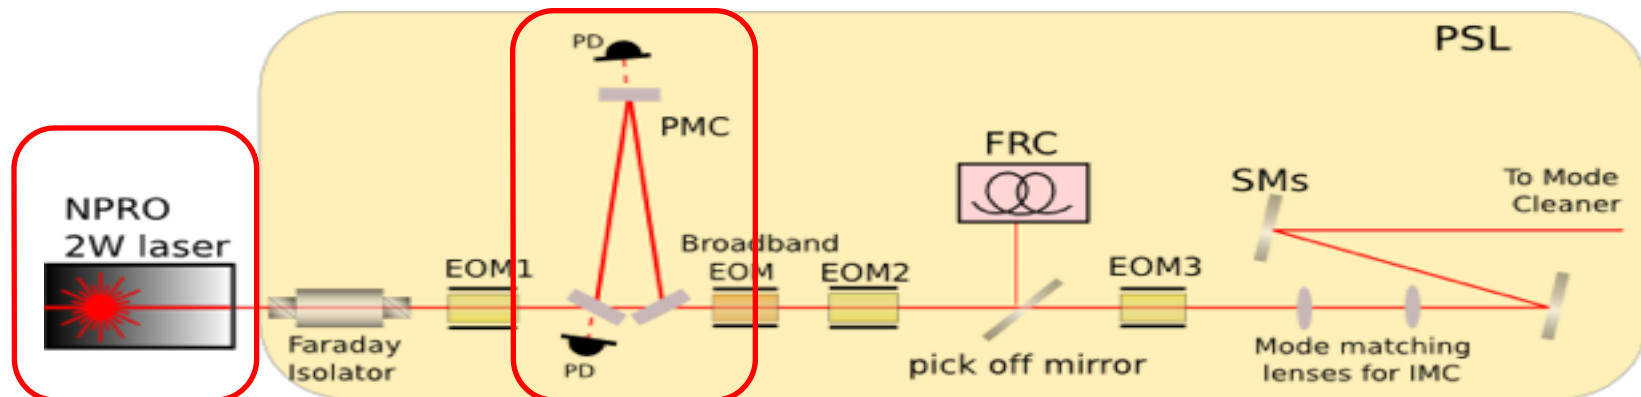 PSL
PD
PMC
FRC
SMs
To Mode
Cleaner
NPRO
2W laser
EOM1
Broadband
EOM
EOM2
EOM3
Faraday
Isolator
PD
pick off mirror
Mode matching
lenses for IMC